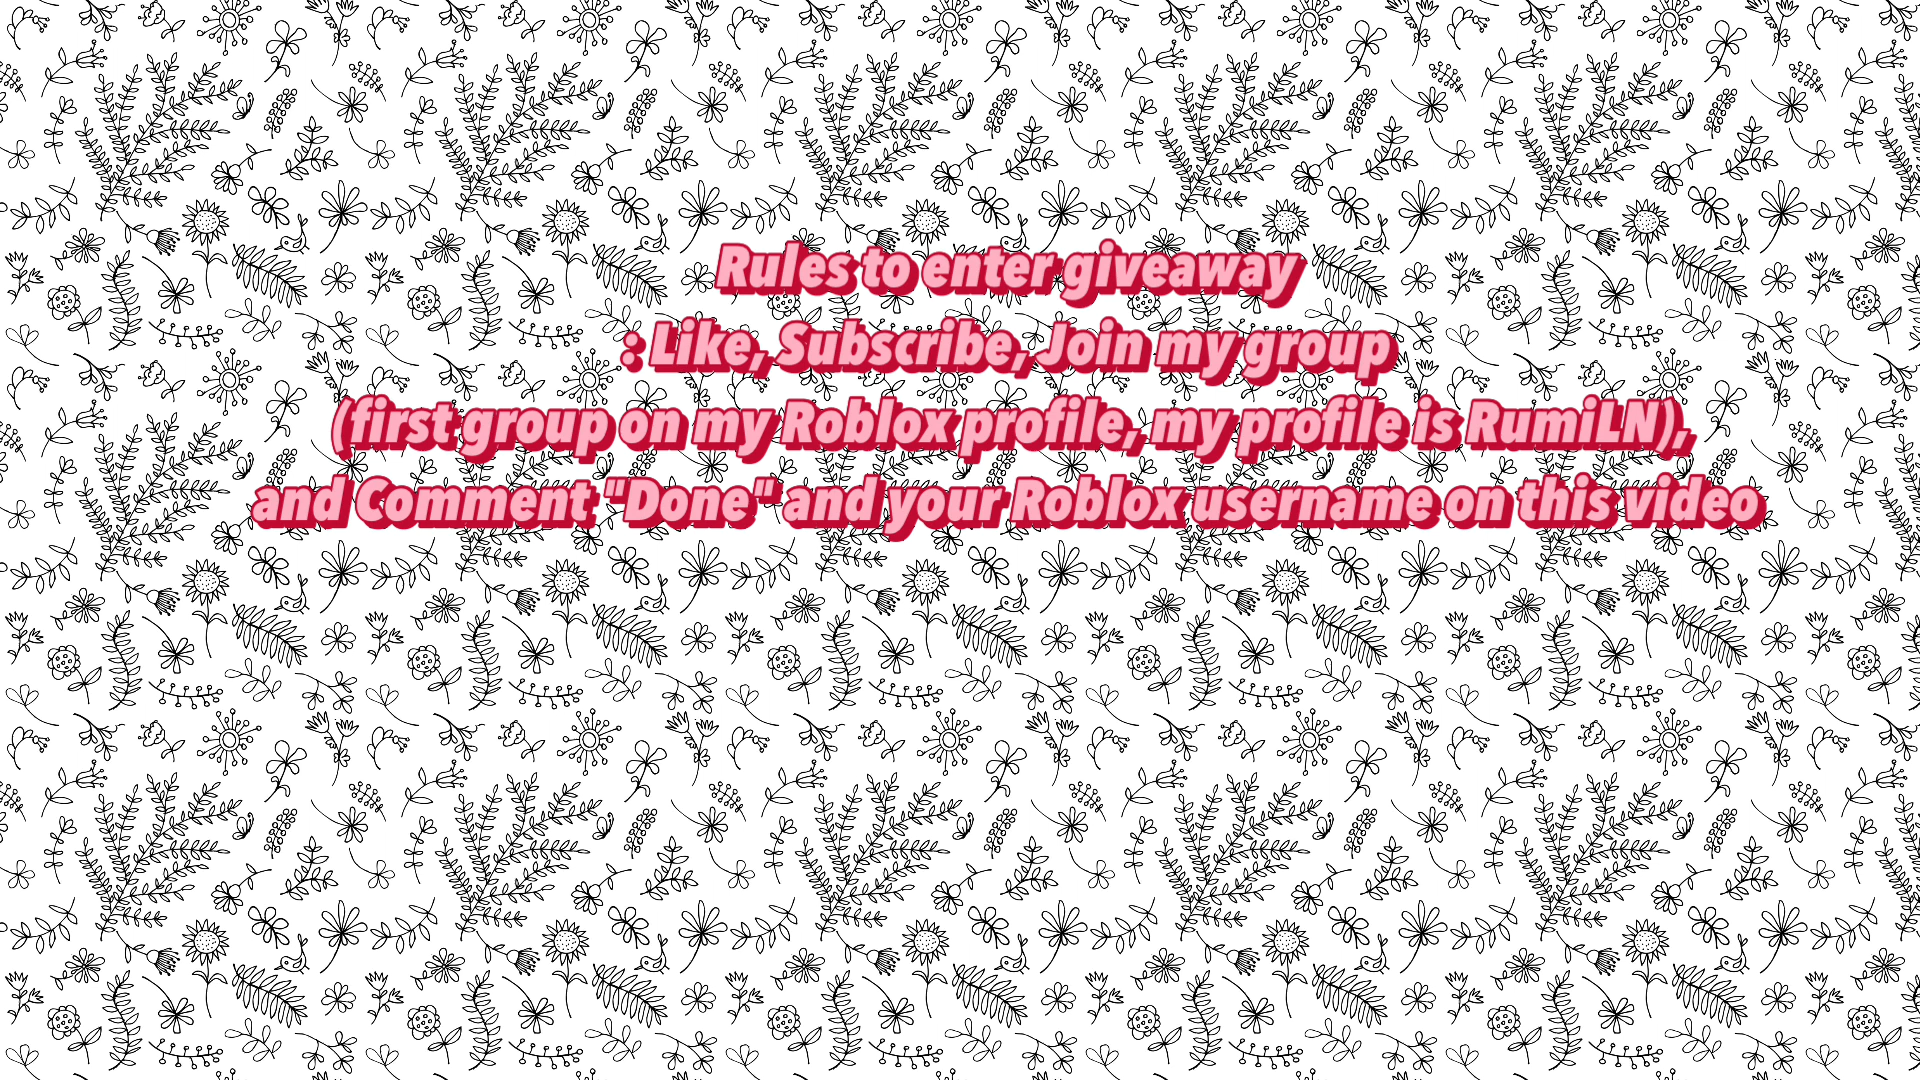 Rules to enter giveaway
: Like, Subscribe, Join my group
(first group on my Roblox profile, my profile is RumiLN),
and Comment "Done" and your Roblox username on this video